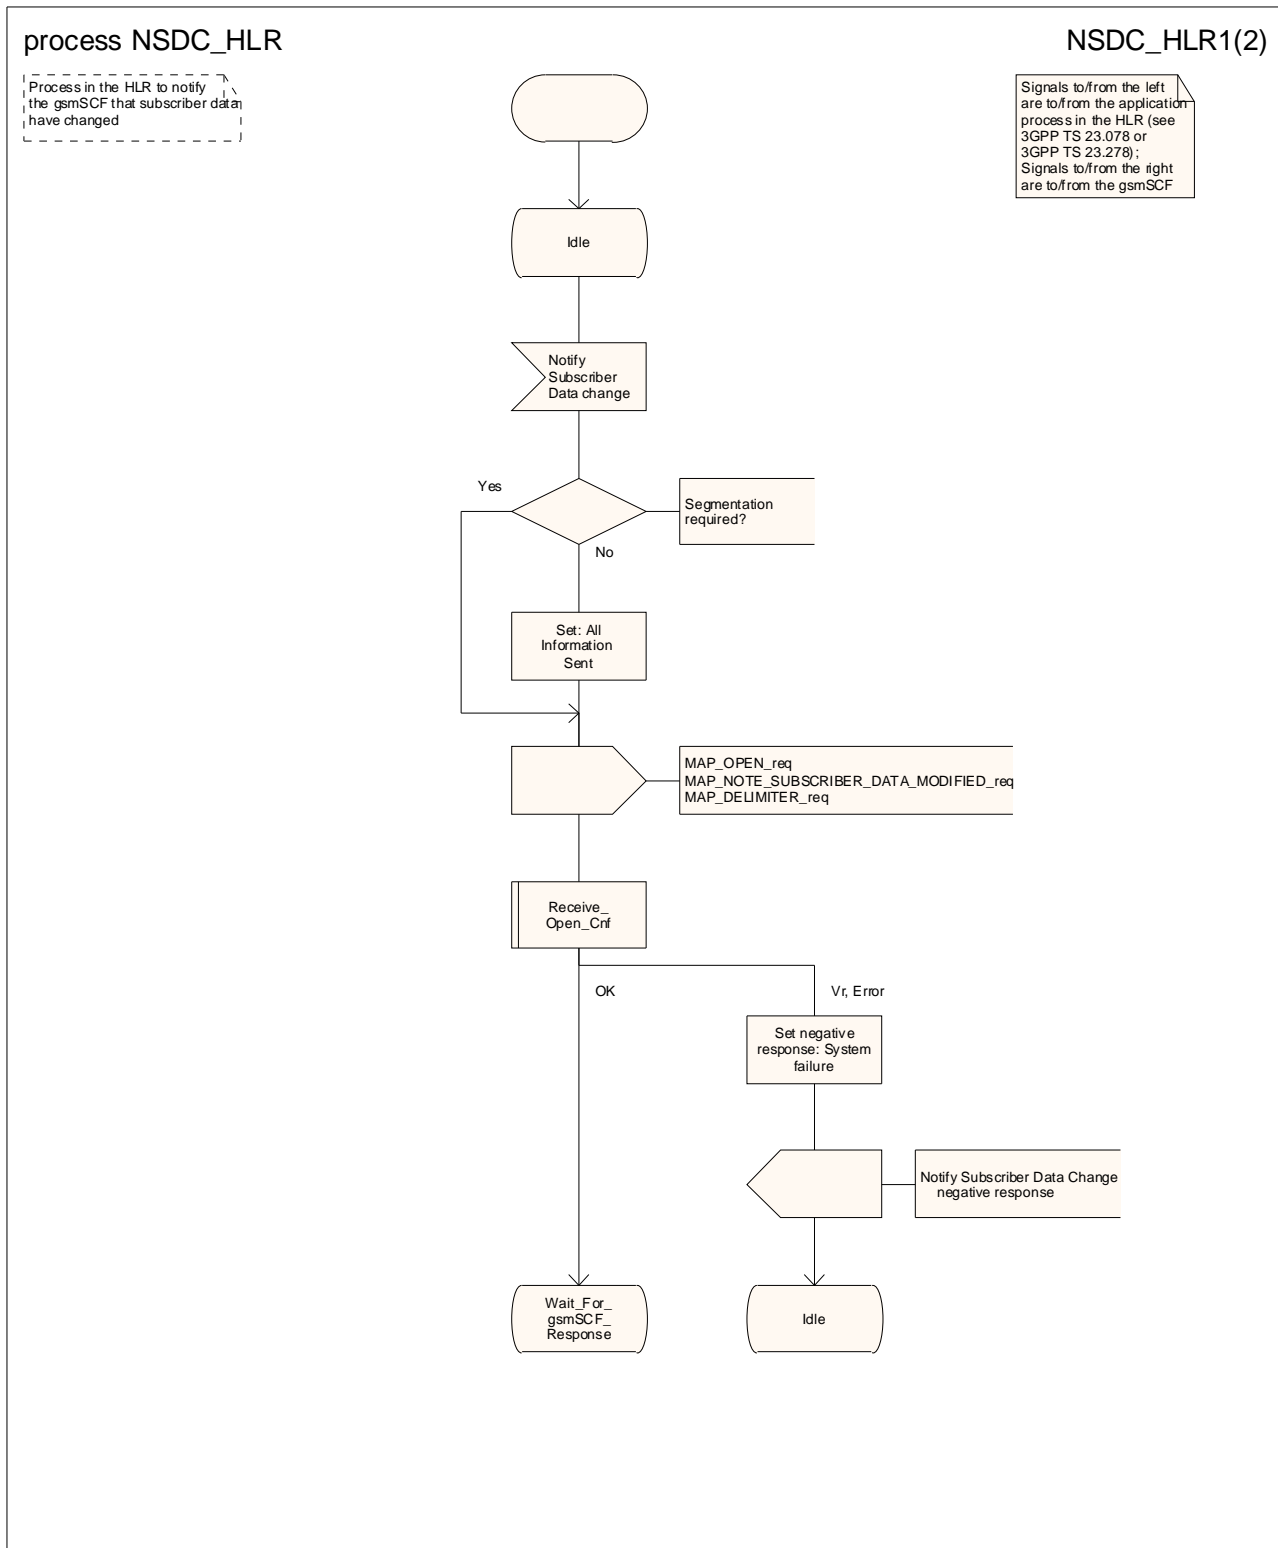 process NSDC_HLR
NSDC_HLR1(2)
Process in the HLR to notify
the gsmSCF that subscriber data
have changed
Signals to/from the left
are to/from the application
process in the HLR (see
3GPP TS 23.078 or
3GPP TS 23.278);
Signals to/from the right
are to/from the gsmSCF
Idle
Notify
Subscriber
Data change
Yes
Segmentation
required?
No
Set: All
Information
Sent
MAP_OPEN_req
MAP_NOTE_SUBSCRIBER_DATA_MODIFIED_req
MAP_DELIMITER_req
Receive_
Open_Cnf
OK
Vr, Error
Set negative
response: System
failure
Notify Subscriber Data Change
negative response
Wait_For_
gsmSCF_
Response
Idle